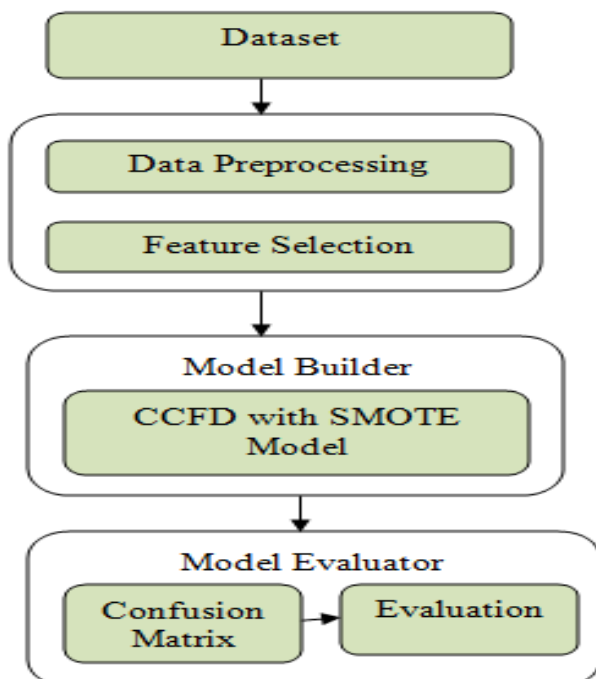 Dataset
Data Preprocessing
Feature Selection
Model Builder
CCFD with SMOTE
Model
Model Evaluator
Confusion
Matrix
Evaluation